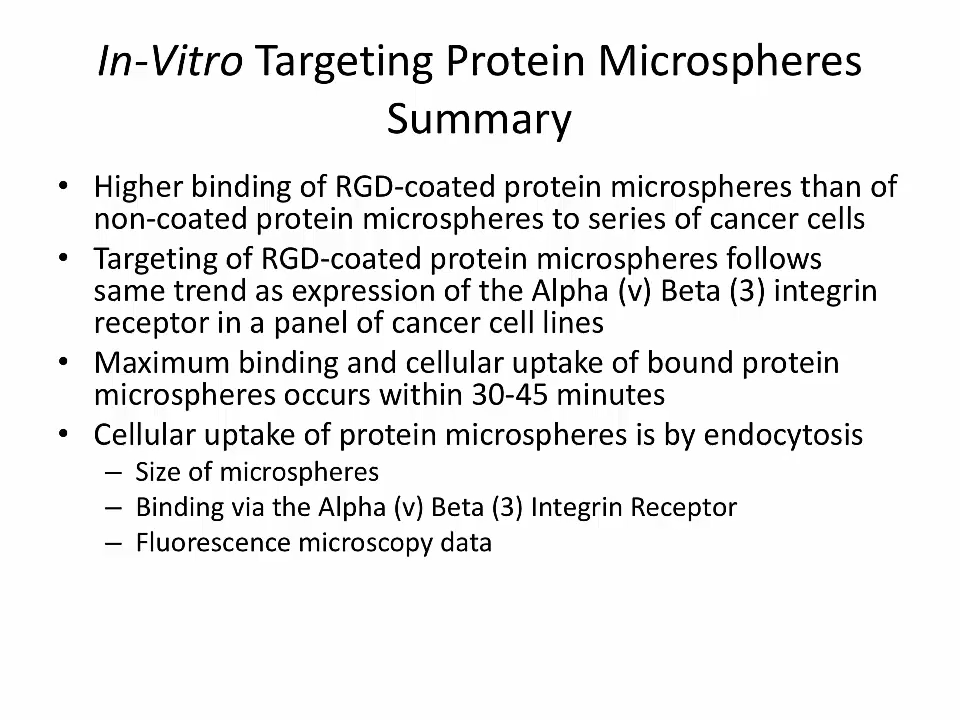 In-Vitro Targeting Protein Microspheres
Summary
• Higher binding of RGD-coated protein microspheres than of
non-coated protein microspheres to series of cancer cells
• Targeting of RGD-coated protein microspheres follows
same trend as expression of the Alpha (v) Beta (3) integrin
receptor in a panel of cancer cell lines
• Maximum binding and cellular uptake of bound protein
microspheres occurs within 30-45 minutes
• Cellular uptake of protein microspheres is by endocytosis
– Size of microspheres
– Binding via the Alpha (v) Beta (3) Integrin Receptor
– Fluorescence microscopy data